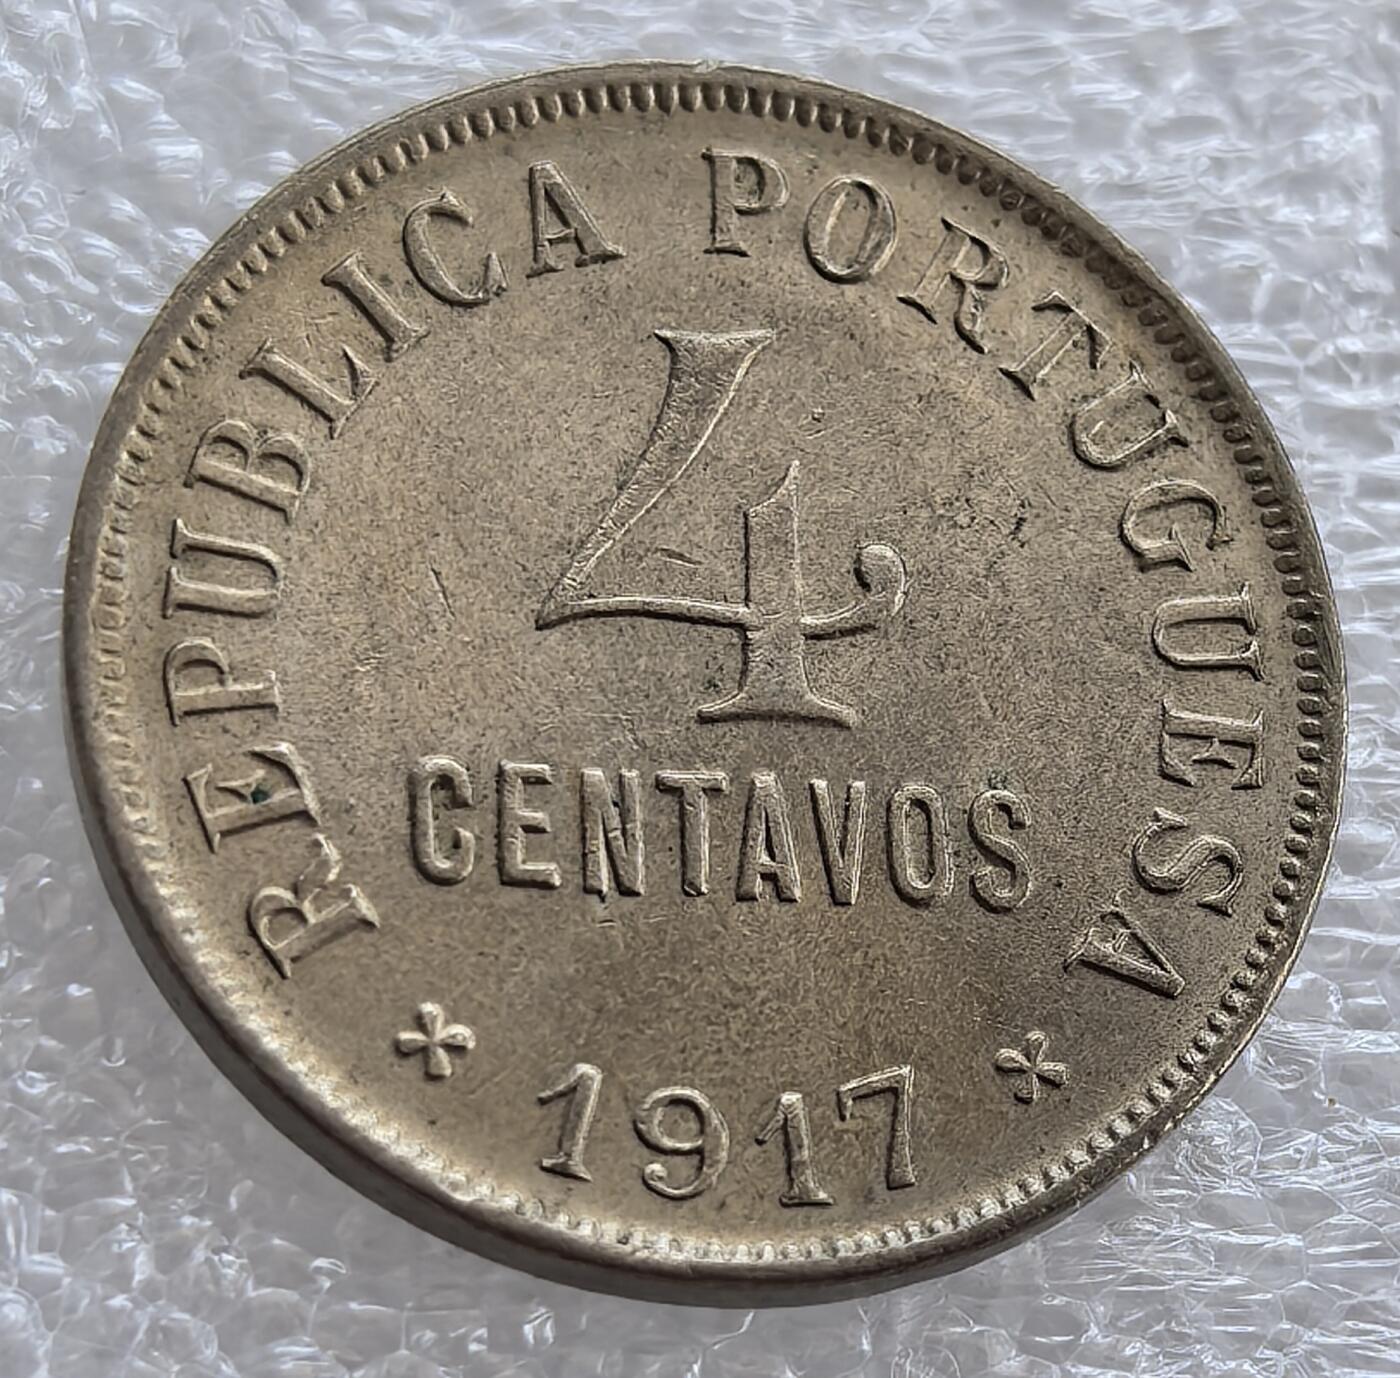 REPUBLICA PORTUGUESA
4
CENTAVOS
1917